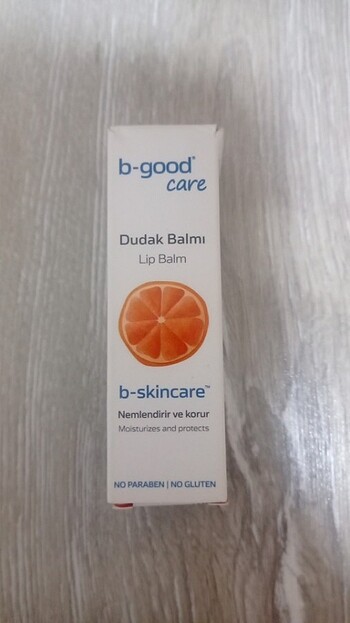 b-good®
care
Dudak Balmı
Lip Balm
b-skincare™
Nemlendirir ve korur
Moisturizes and protects
NO PARABEN | NO GLUTEN